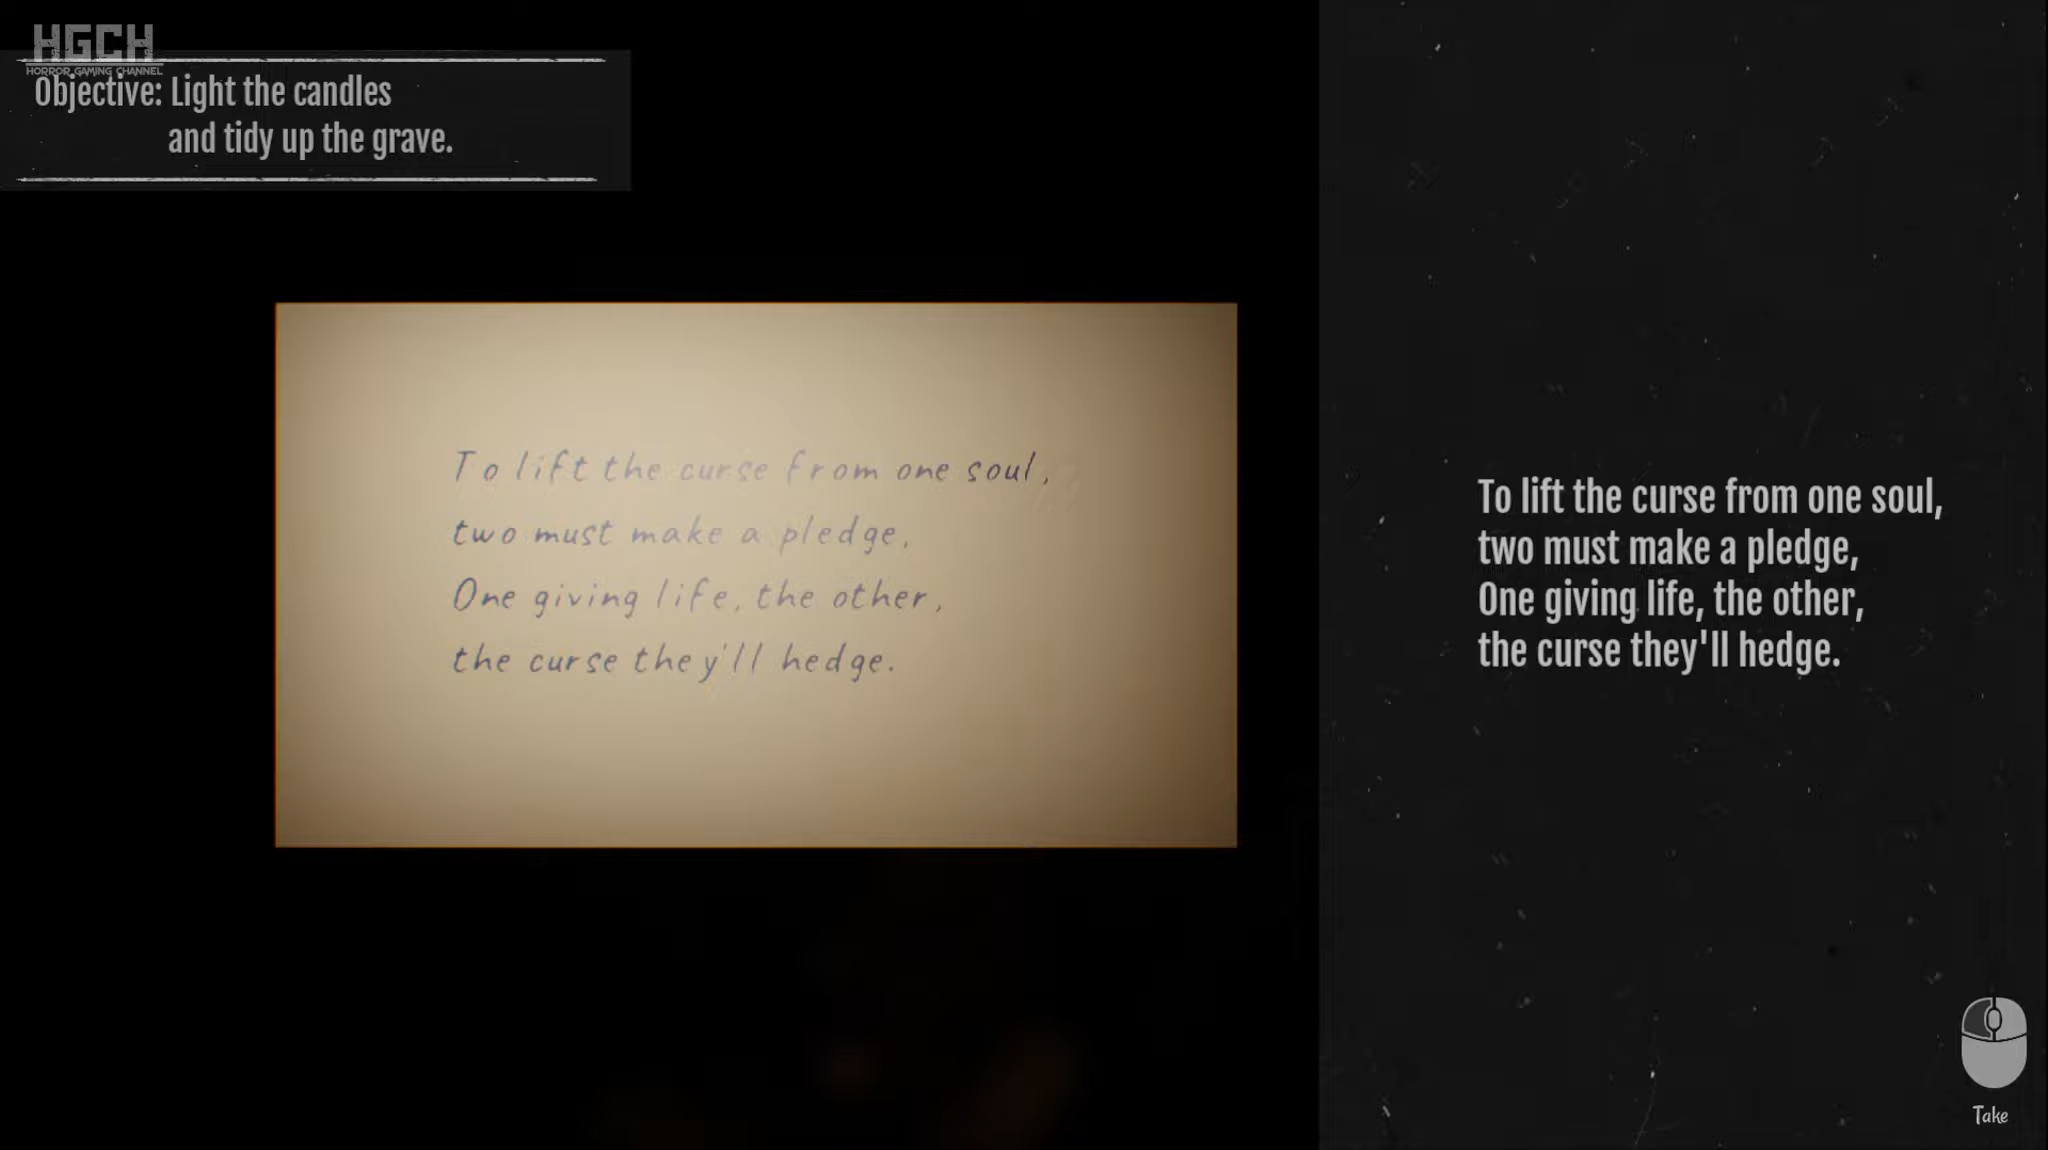 HGCH
HORROR GAMING CHANNEL
Objective: Light the candles
and tidy up the grave.
To lift the curse from one soul,
two must make a pledge,
One giving life, the other,
the curse they'll hedge.
To lift the curse from one soul,
two must make a pledge,
One giving life, the other,
the curse they'll hedge.
Take